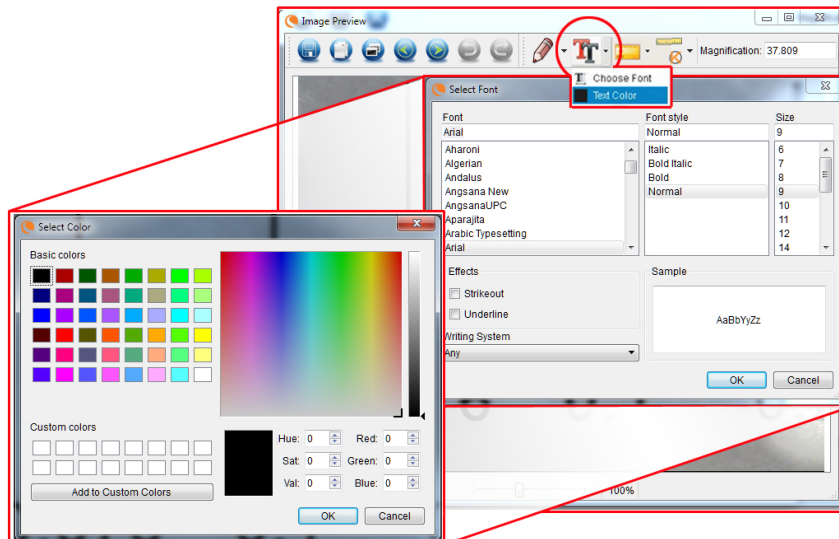 Image Preview
Magnification: 37.809
Choose Font
Text Color
Select Font
Font
Font style
Size
Arial
Normal
9
Aharoni
Algerian
Andalus
Angsana New
AngsanaUPC
Aparajita
Arabic Typesetting
Arial
Italic
Bold Italic
Bold
Normal
6
7
8
9
10
11
12
14
Effects
Strikeout
Underline
Writing System
Any
Sample
AaBbYyZz
OK
Cancel
100%
Select Color
Basic colors
Custom colors
Add to Custom Colors
Hue: 0
Red: 0
Sat: 0
Green: 0
Val: 0
Blue: 0
OK
Cancel